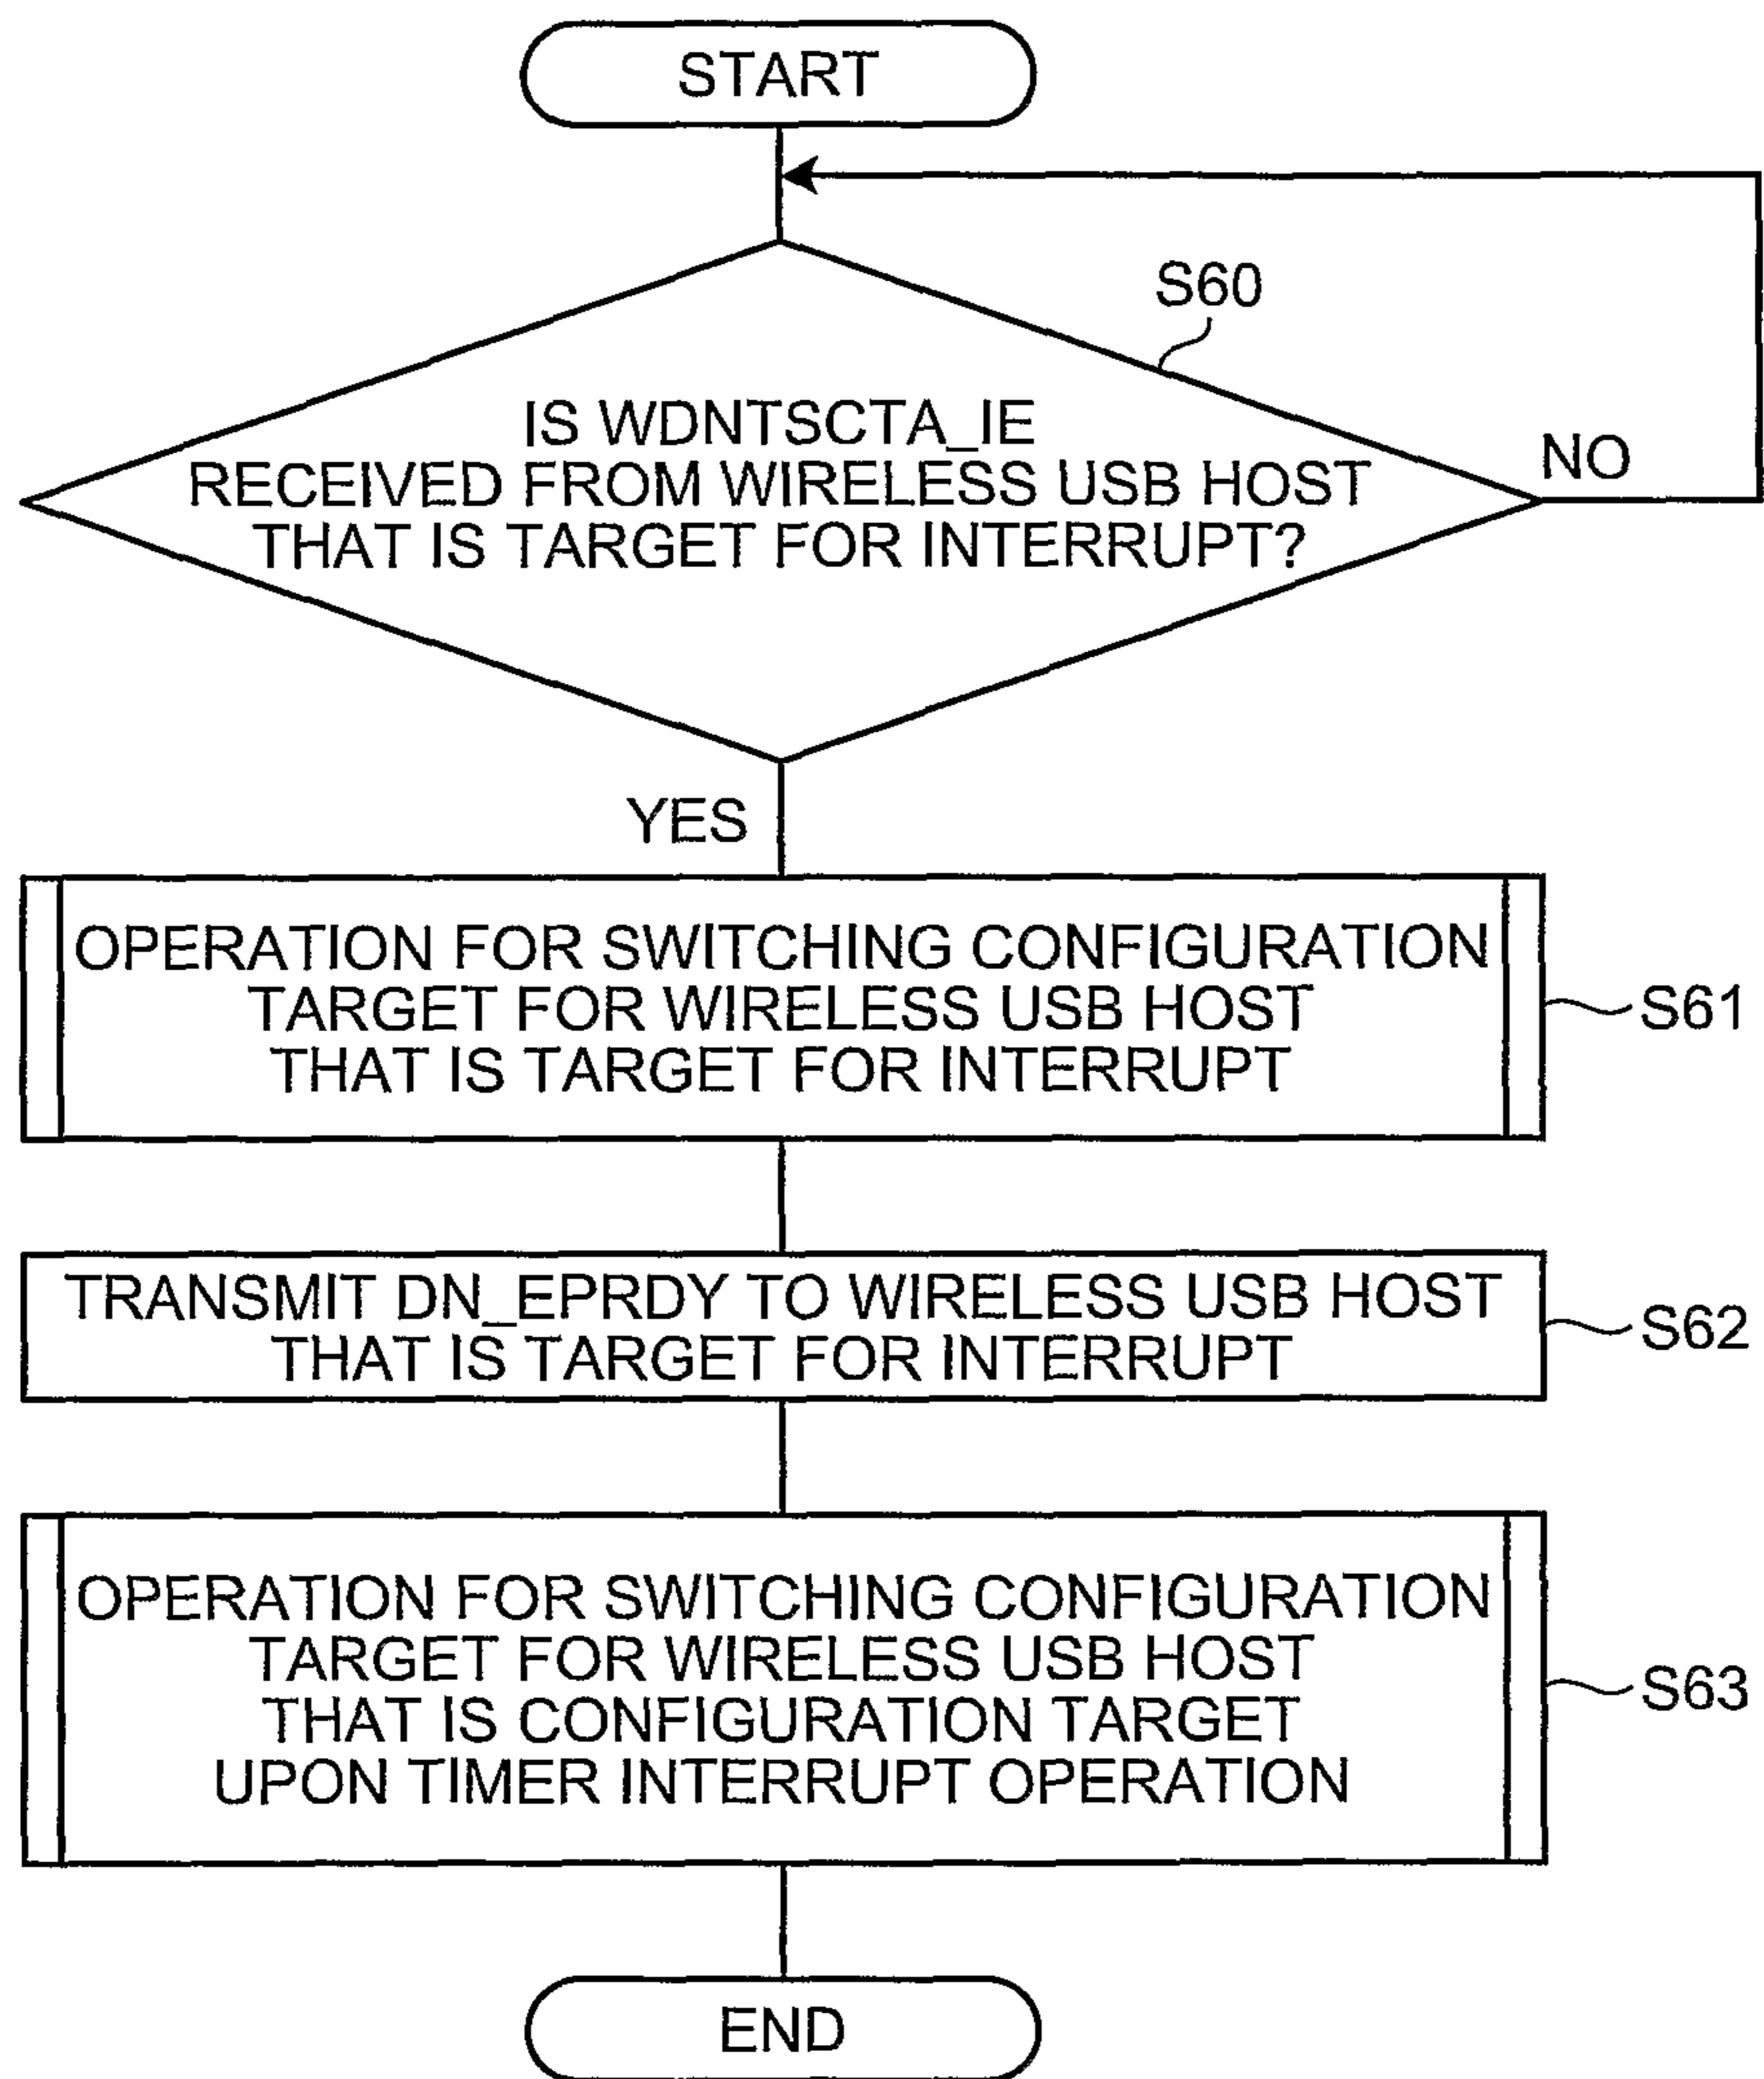 START
S60
IS WDNTSCTA_IE
RECEIVED FROM WIRELESS USB HOST
THAT IS TARGET FOR INTERRUPT?
NO
YES
OPERATION FOR SWITCHING CONFIGURATION
TARGET FOR WIRELESS USB HOST
THAT IS TARGET FOR INTERRUPT
S61
TRANSMIT DN_EPRDY TO WIRELESS USB HOST
THAT IS TARGET FOR INTERRUPT
S62
OPERATION FOR SWITCHING CONFIGURATION
TARGET FOR WIRELESS USB HOST
THAT IS CONFIGURATION TARGET
UPON TIMER INTERRUPT OPERATION
S63
END